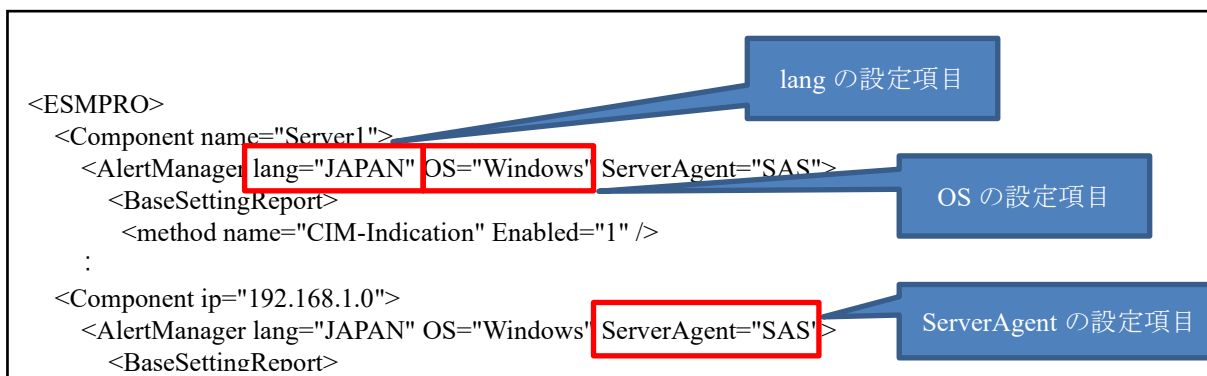 lang の設定項目
<ESMPRO>
<Component name="Server1">
<AlertManager lang="JAPAN" OS="Windows" ServerAgent="SAS">
<BaseSettingReport>
OS の設定項目
<method name="CIM-Indication" Enabled="1" />
:
<Component ip="192.168.1.0">
<AlertManager lang="JAPAN" OS="Windows" ServerAgent="SAS">
ServerAgent の設定項目
<BaseSettingReport>